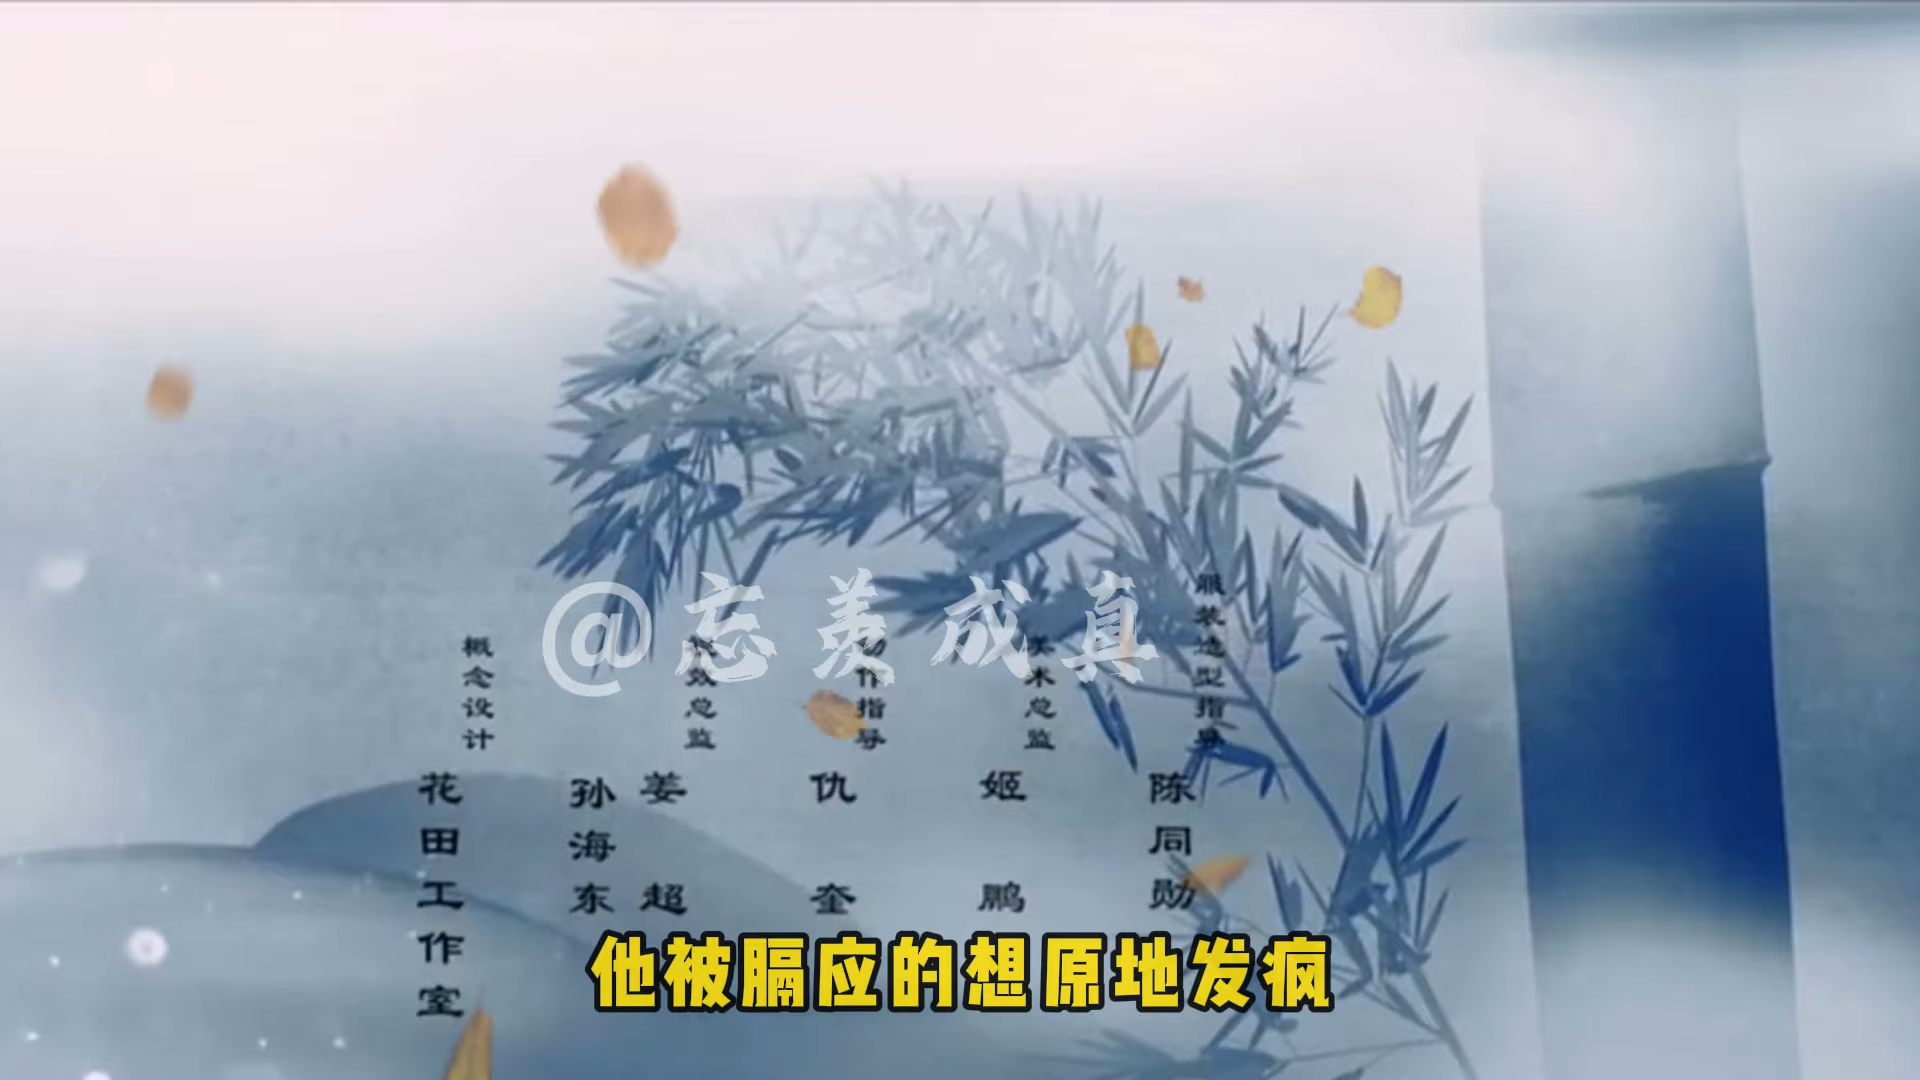 @忘羡成真
服装造型指导
陈同勋
美术总监
姬鹏
动作指导
仇奎
效总监
姜超
孙海东
概念设计
花田工作室
他被膈应的想原地发疯